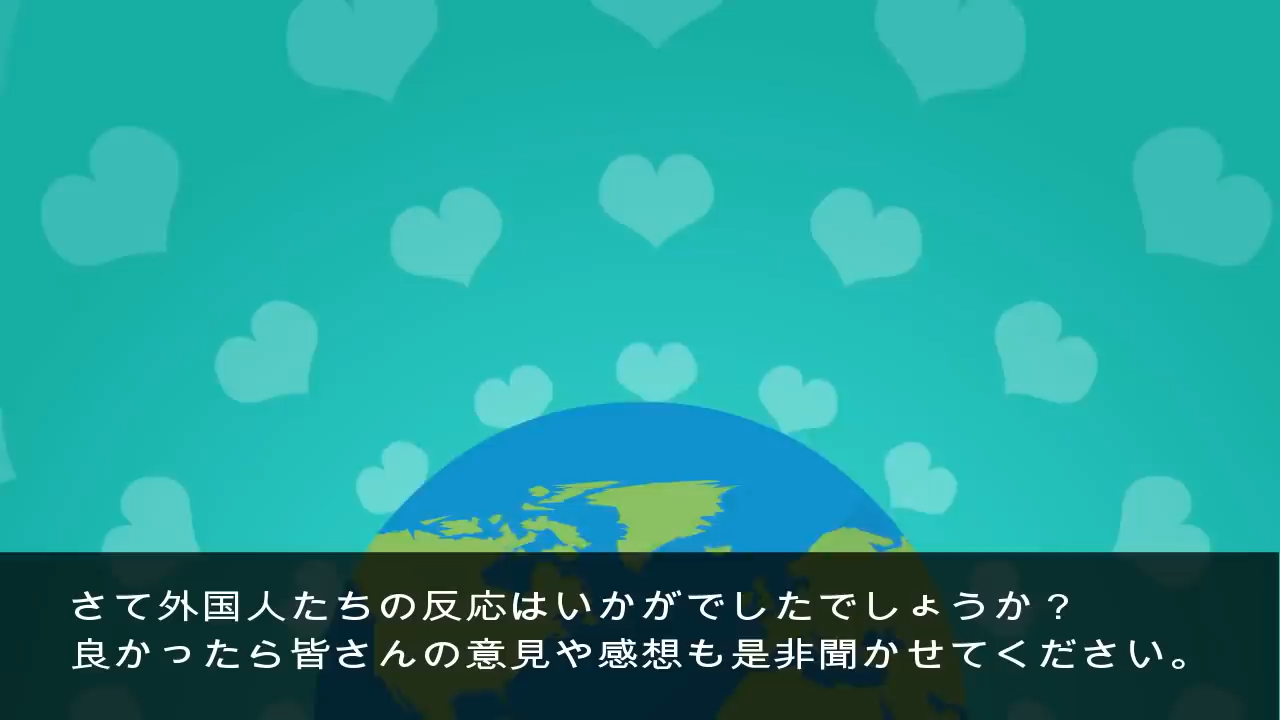 さて外国人たちの反応はいかがでしたでしょうか？
良かったら皆さんの意見や感想も是非聞かせてください。